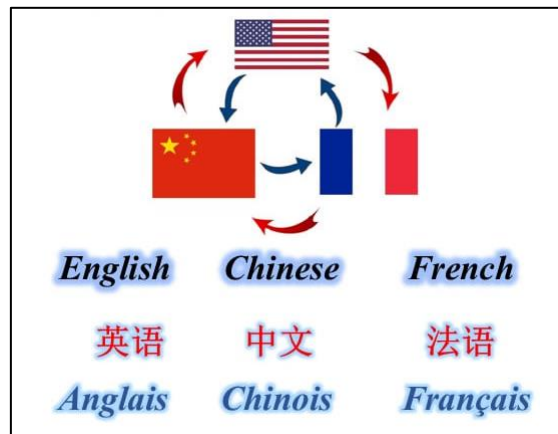 English Chinese French
英语 中文 法语
Anglais Chinois Français